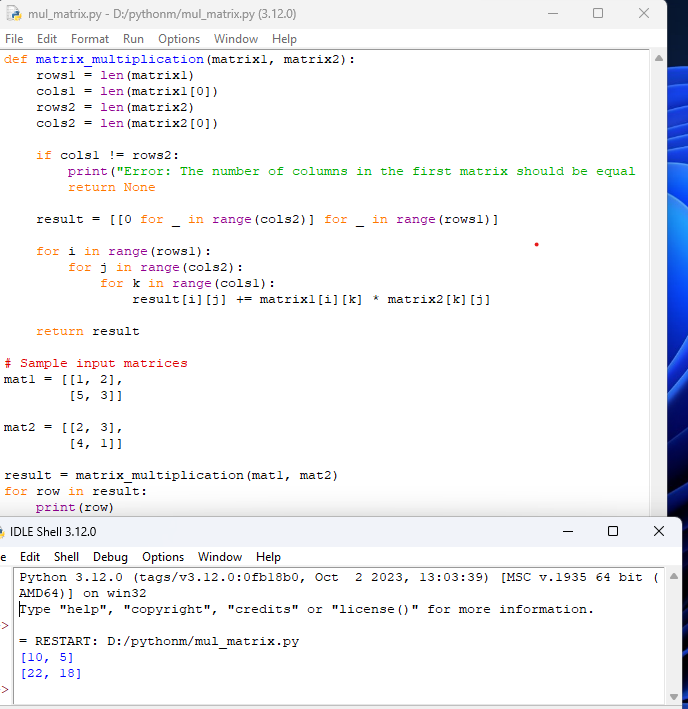 mul_matrix.py - D:/pythonm/mul_matrix.py (3.12.0)
File Edit Format Run Options Window Help
def matrix_multiplication(matrix1, matrix2):
    rows1 = len(matrix1)
    cols1 = len(matrix1[0])
    rows2 = len(matrix2)
    cols2 = len(matrix2[0])

    if cols1 != rows2:
        print("Error: The number of columns in the first matrix should be equal
        return None

    result = [[0 for _ in range(cols2)] for _ in range(rows1)]

    for i in range(rows1):
        for j in range(cols2):
            for k in range(cols1):
                result[i][j] += matrix1[i][k] * matrix2[k][j]

    return result

# Sample input matrices
mat1 = [[1, 2],
        [5, 3]]

mat2 = [[2, 3],
        [4, 1]]

result = matrix_multiplication(mat1, mat2)
for row in result:
    print(row)
IDLE Shell 3.12.0
e Edit Shell Debug Options Window Help
Python 3.12.0 (tags/v3.12.0:0fb18b0, Oct  2 2023, 13:03:39) [MSC v.1935 64 bit (
AMD64)] on win32
Type "help", "copyright", "credits" or "license()" for more information.
>
= RESTART: D:/pythonm/mul_matrix.py
[10, 5]
[22, 18]
>